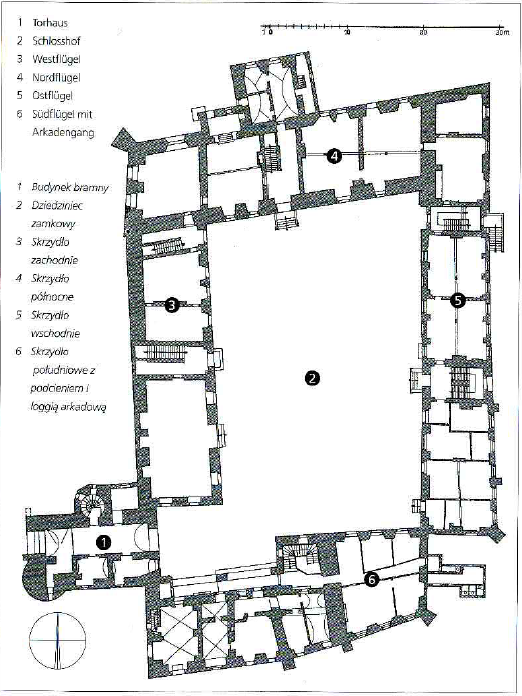 1 Torhaus
2 Schlosshof
3 Westflügel
4 Nordflügel
5 Ostflügel
6 Südflügel mit
Arkadengang
1 Budynek bramny
2 Dziedziniec
zamkowy
3 Skrzydło
zachodnie
4 Skrzydło
północne
5 Skrzydło
wschodnie
6 Skrzydło
południowe z
podcieniem i
loggią arkadową
10 20 30 m
4
3
5
2
1
6